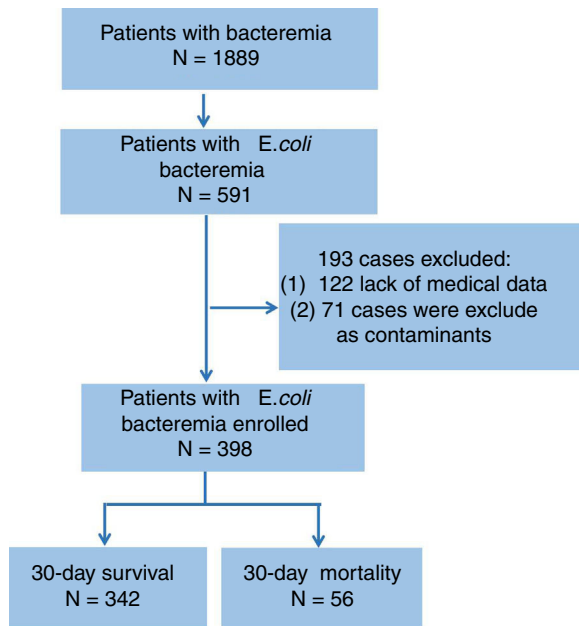 Patients with bacteremia
N = 1889
Patients with E.coli
bacteremia
N = 591
193 cases excluded:
(1) 122 lack of medical data
(2) 71 cases were exclude
as contaminants
Patients with E.coli
bacteremia enrolled
N = 398
30-day survival
N = 342
30-day mortality
N = 56